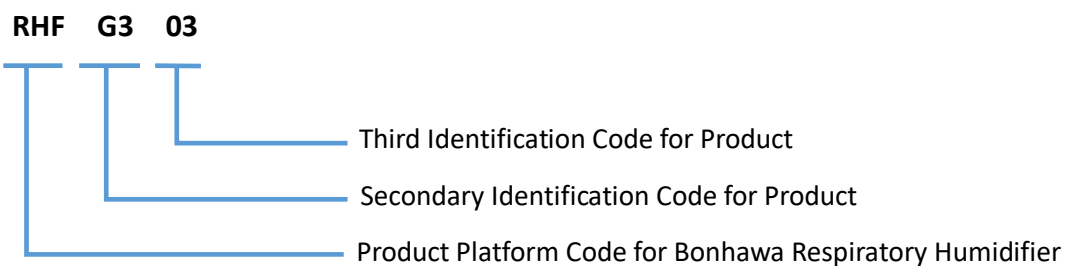 RHF G3 03
Third Identification Code for Product
Secondary Identification Code for Product
Product Platform Code for Bonhawa Respiratory Humidifier